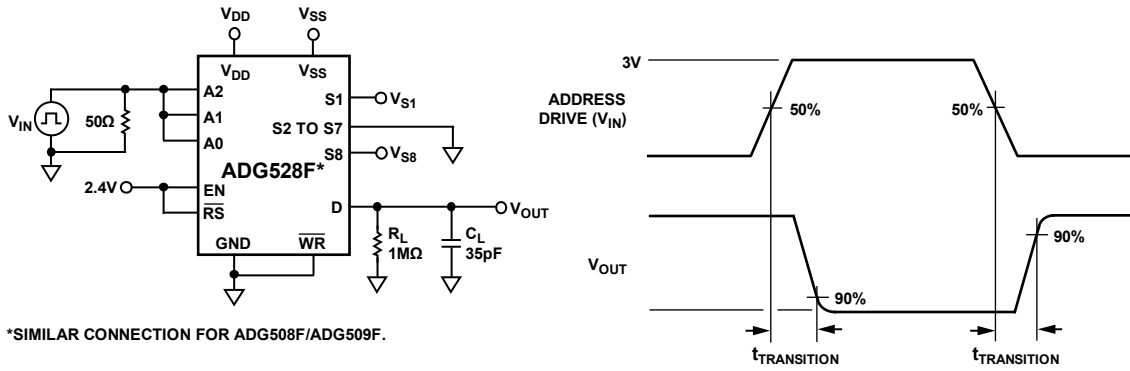 VDD
VSS
VDD
VSS
A2
A1
A0
VIN
50Ω
S1
VS1
S2 TO S7
S8
VS8
ADG528F*
2.4V
EN
RS
D
VOUT
GND
WR
RL
1MΩ
CL
35pF
*SIMILAR CONNECTION FOR ADG508F/ADG509F.
3V
ADDRESS
DRIVE (VIN)
50%
50%
VOUT
90%
90%
tTRANSITION
tTRANSITION